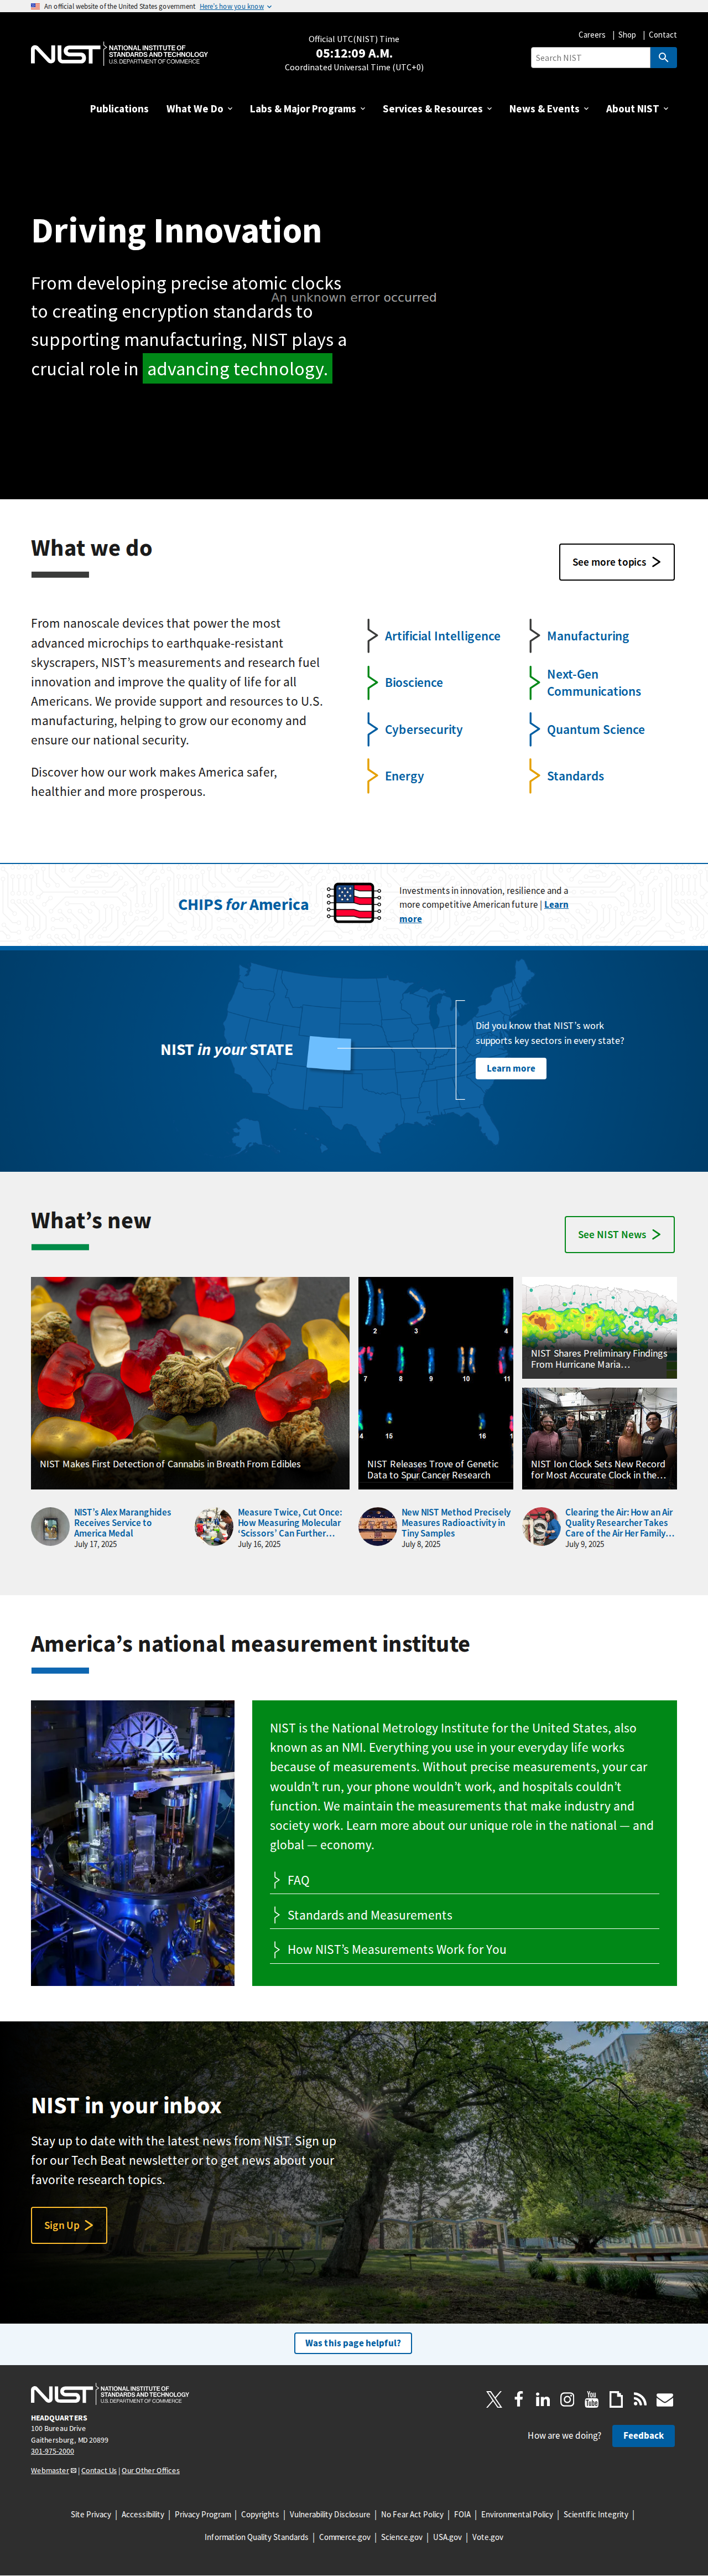 An official website of the United States government Here's how you know
Careers | Shop | Contact
NIST NATIONAL INSTITUTE OF
STANDARDS AND TECHNOLOGY
U.S. DEPARTMENT OF COMMERCE
Official UTC(NIST) Time
05:12:09 A.M.
Coordinated Universal Time (UTC+0)
Search NIST
Publications What We Do Labs & Major Programs Services & Resources News & Events About NIST
Driving Innovation
From developing precise atomic clocks
to creating encryption standards to
supporting manufacturing, NIST plays a
crucial role in advancing technology.
An unknown error occurred
What we do
See more topics
From nanoscale devices that power the most
advanced microchips to earthquake-resistant
skyscrapers, NIST’s measurements and research fuel
innovation and improve the quality of life for all
Americans. We provide support and resources to U.S.
manufacturing, helping to grow our economy and
ensure our national security.
Discover how our work makes America safer,
healthier and more prosperous.
Artificial Intelligence
Bioscience
Cybersecurity
Energy
Manufacturing
Next-Gen
Communications
Quantum Science
Standards
CHIPS for America
Investments in innovation, resilience and a
more competitive American future | Learn
more
NIST in your STATE
Did you know that NIST’s work
supports key sectors in every state?
Learn more
What’s new
See NIST News
NIST Makes First Detection of Cannabis in Breath From Edibles
2 3 4
7 8 9 10 11
4 15 16
NIST Releases Trove of Genetic
Data to Spur Cancer Research
NIST Shares Preliminary Findings
From Hurricane Maria…
NIST Ion Clock Sets New Record
for Most Accurate Clock in the…
NIST’s Alex Maranghides
Receives Service to
America Medal
July 17, 2025
Measure Twice, Cut Once:
How Measuring Molecular
‘Scissors’ Can Further…
July 16, 2025
New NIST Method Precisely
Measures Radioactivity in
Tiny Samples
July 8, 2025
Clearing the Air: How an Air
Quality Researcher Takes
Care of the Air Her Family…
July 9, 2025
America’s national measurement institute
NIST is the National Metrology Institute for the United States, also
known as an NMI. Everything you use in your everyday life works
because of measurements. Without precise measurements, your car
wouldn’t run, your phone wouldn’t work, and hospitals couldn’t
function. We maintain the measurements that make industry and
society work. Learn more about our unique role in the national — and
global — economy.
FAQ
Standards and Measurements
How NIST’s Measurements Work for You
NIST in your inbox
Stay up to date with the latest news from NIST. Sign up
for our Tech Beat newsletter or to get news about your
favorite research topics.
Sign Up
Was this page helpful?
NIST NATIONAL INSTITUTE OF
STANDARDS AND TECHNOLOGY
U.S. DEPARTMENT OF COMMERCE
HEADQUARTERS
100 Bureau Drive
Gaithersburg, MD 20899
301-975-2000
Webmaster | Contact Us | Our Other Offices
You Tube
How are we doing? Feedback
Site Privacy | Accessibility | Privacy Program | Copyrights | Vulnerability Disclosure | No Fear Act Policy | FOIA | Environmental Policy | Scientific Integrity |
Information Quality Standards | Commerce.gov | Science.gov | USA.gov | Vote.gov